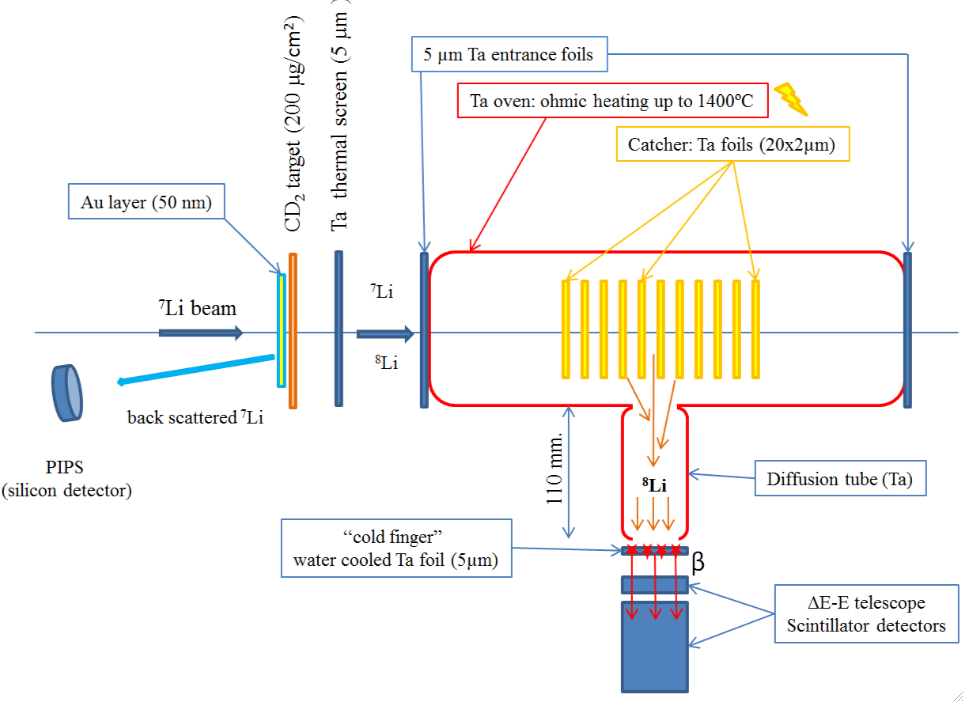 CD₂ target (200 µg/cm²)
Ta thermal screen (5 µm )
5 µm Ta entrance foils
Ta oven: ohmic heating up to 1400°C
Catcher: Ta foils (20x2µm)
Au layer (50 nm)
⁷Li beam
⁷Li
⁸Li
back scattered ⁷Li
PIPS
(silicon detector)
110 mm.
⁸Li
Diffusion tube (Ta)
“cold finger”
water cooled Ta foil (5µm)
β
ΔE-E telescope
Scintillator detectors